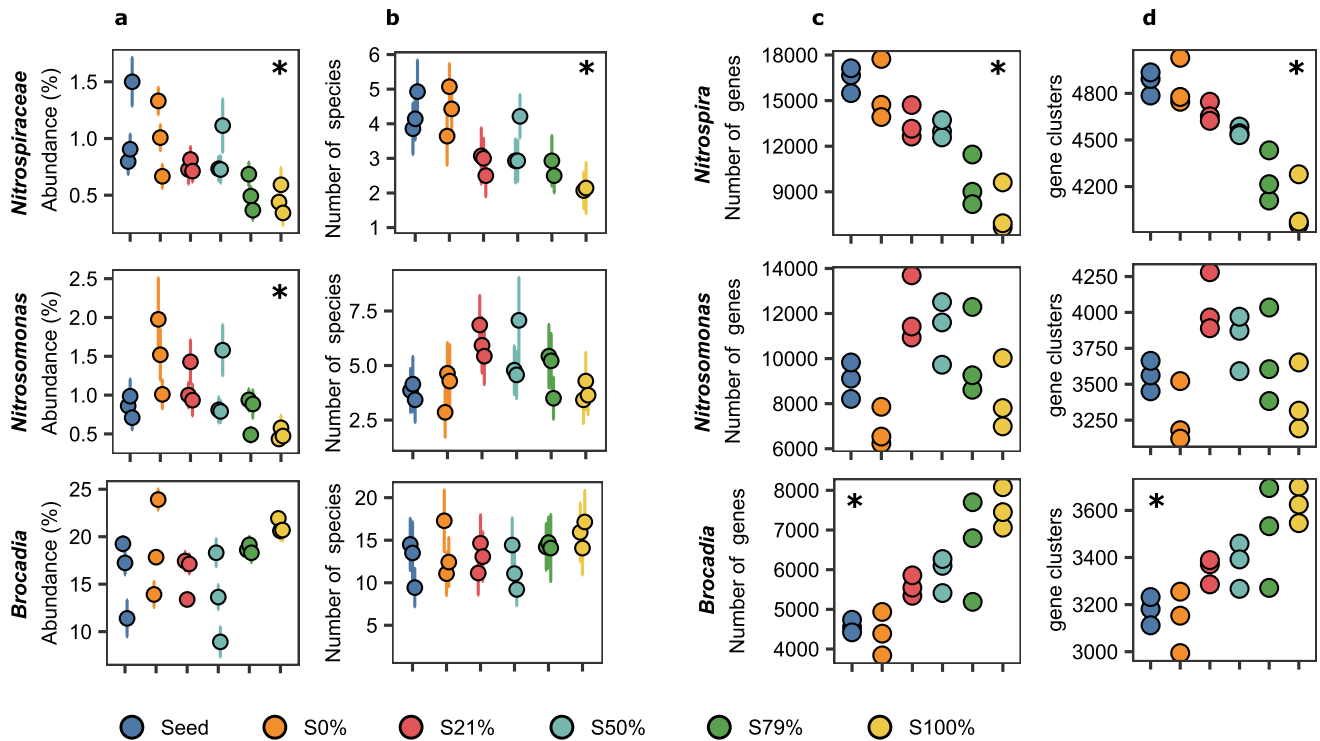 a
b
c
d
Nitrospiraceae
Abundance (%)
1.5
1.0
0.5
*
Number of species
6
5
4
3
2
1
*
Nitrospira
Number of genes
18000
15000
12000
9000
*
gene clusters
4800
4500
4200
*
Nitrosomonas
Abundance (%)
2.5
2.0
1.5
1.0
0.5
*
Number of species
7.5
5.0
2.5
Nitrosomonas
Number of genes
14000
12000
10000
8000
6000
gene clusters
4250
4000
3750
3500
3250
Brocadia
Abundance (%)
25
20
15
10
Number of species
20
15
10
5
Brocadia
Number of genes
8000
7000
6000
5000
4000
*
gene clusters
3600
3400
3200
3000
*
Seed
S0%
S21%
S50%
S79%
S100%